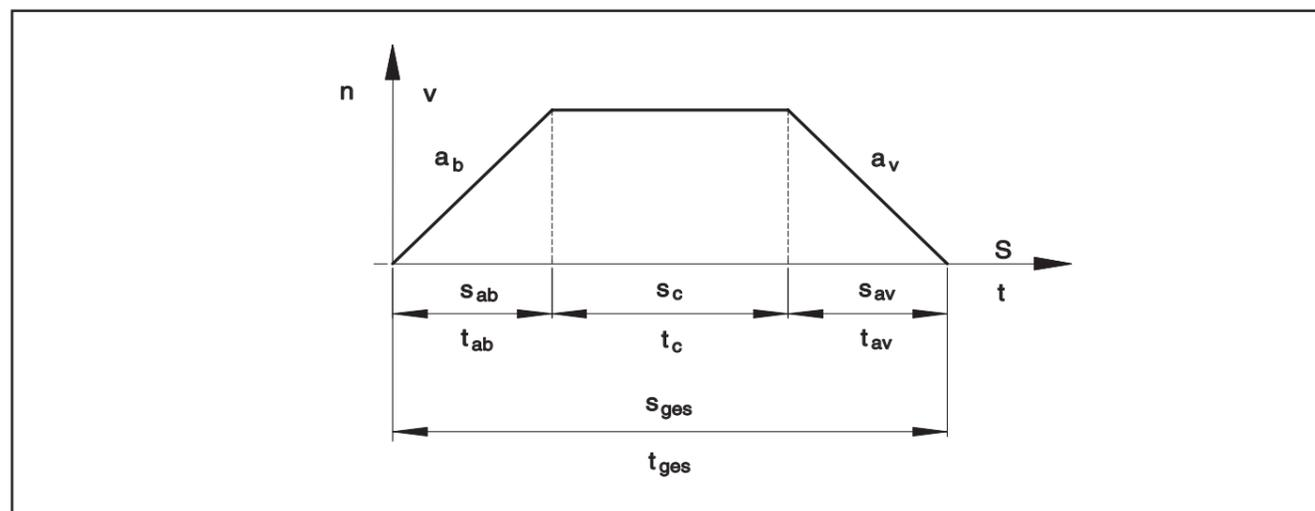 n v
a_b a_v
S
s_ab s_c s_av t
t_ab t_c t_av
s_ges
t_ges